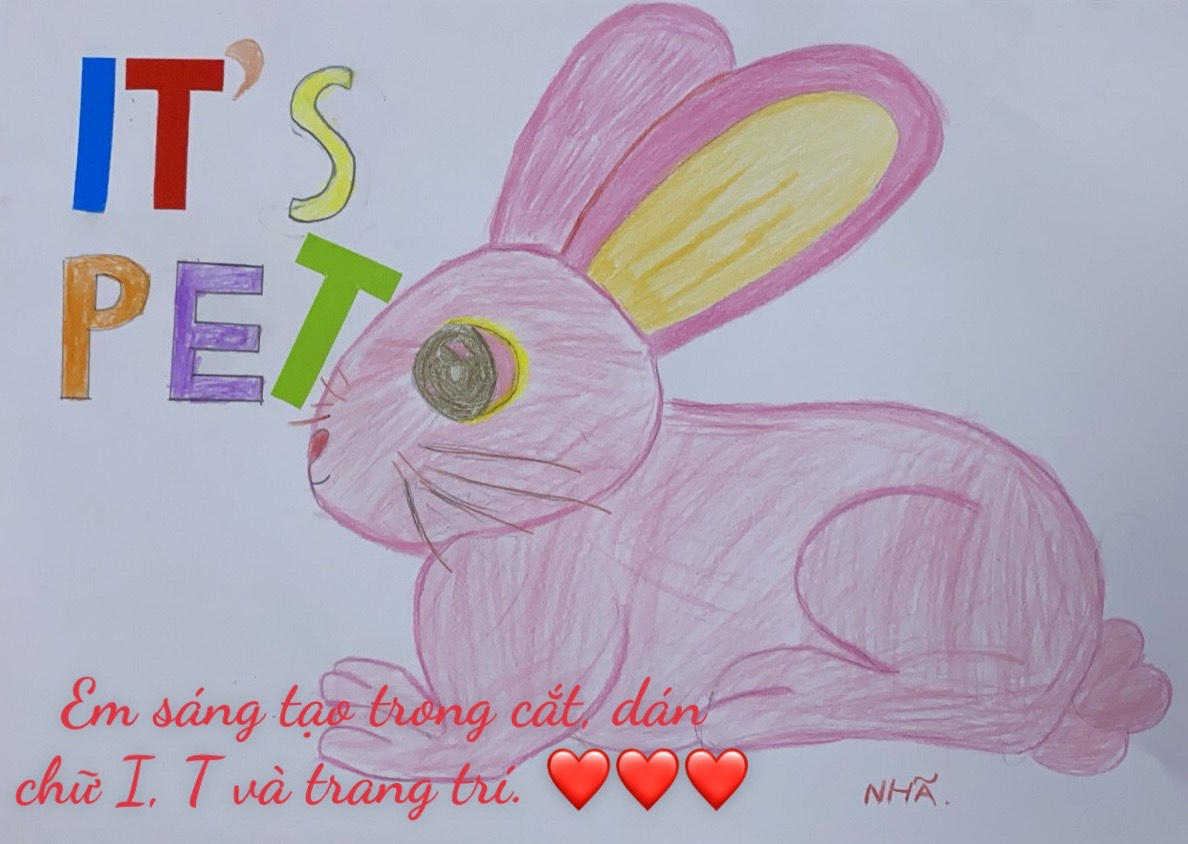 IT'S
PET
Em sáng tạo trong cắt, dán
chữ I, T và trang trí. ❤️❤️❤️
NHÃ.